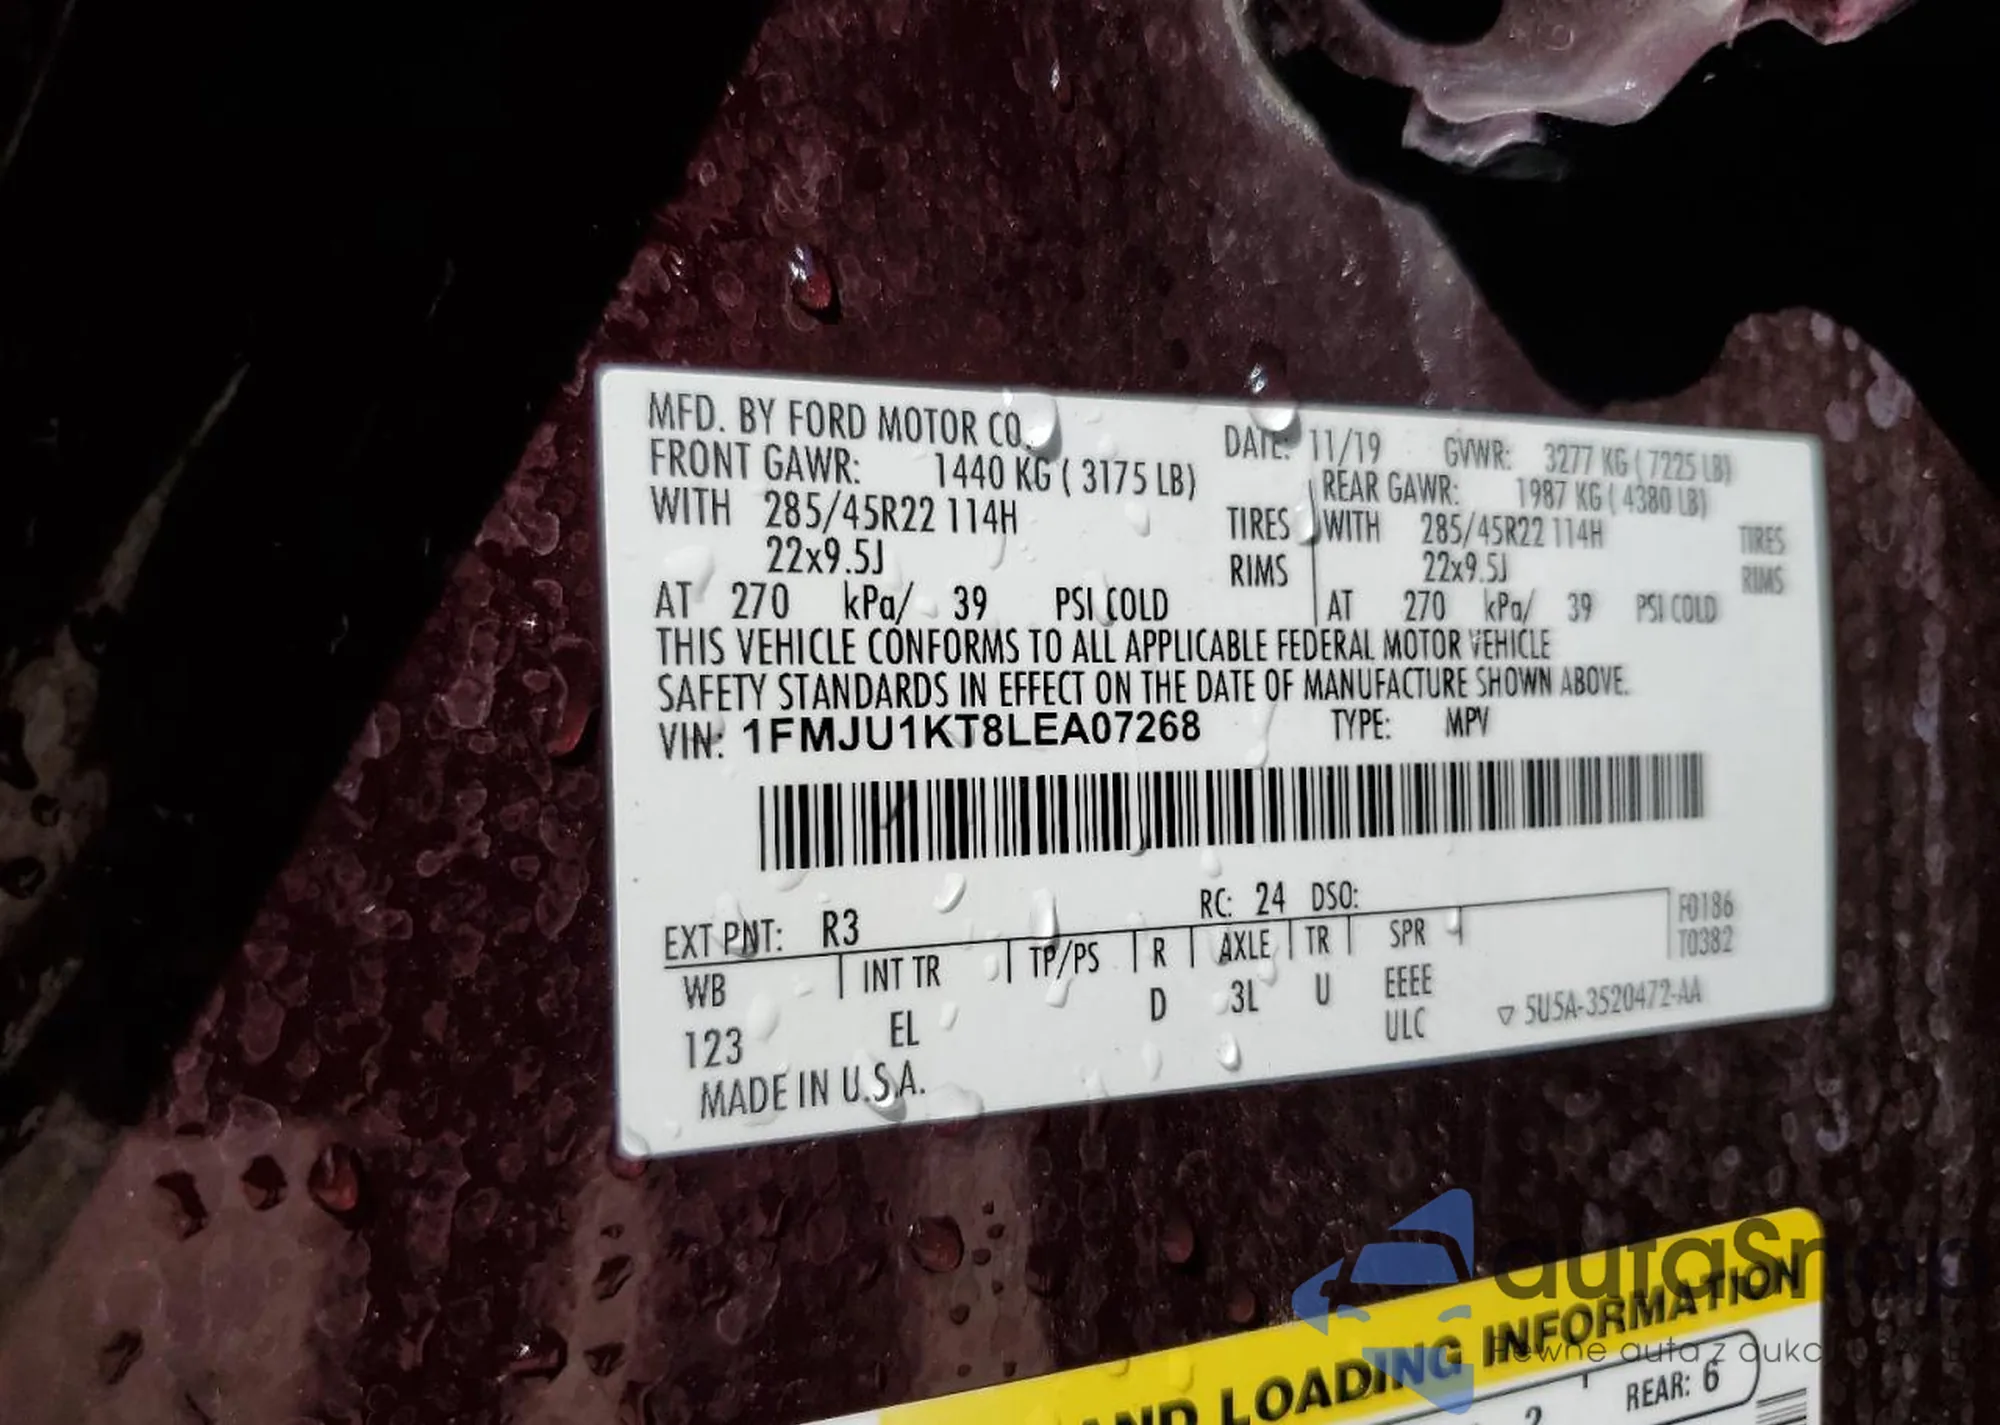 MFD. BY FORD MOTOR CO. DATE: 11/19 GVWR: 3277 KG ( 7225 LB)
FRONT GAWR: 1440 KG ( 3175 LB) REAR GAWR: 1987 KG ( 4380 LB)
WITH 285/45R22 114H TIRES WITH 285/45R22 114H TIRES
22x9.5J RIMS 22x9.5J RIMS
AT 270 kPa/ 39 PSI COLD AT 270 kPa/ 39 PSI COLD
THIS VEHICLE CONFORMS TO ALL APPLICABLE FEDERAL MOTOR VEHICLE
SAFETY STANDARDS IN EFFECT ON THE DATE OF MANUFACTURE SHOWN ABOVE.
VIN: 1FMJU1KT8LEA07268 TYPE: MPV
EXT PNT: R3 RC: 24 DSO: F0186
T0382
WB INT TR TP/PS R AXLE TR SPR
123 EL D 3L U EEEE
ULC
5U5A-3520472-AA
MADE IN U.S.A.
autaSnap
AND LOADING INFORMATION
Pewne auta z
2 REAR: 6